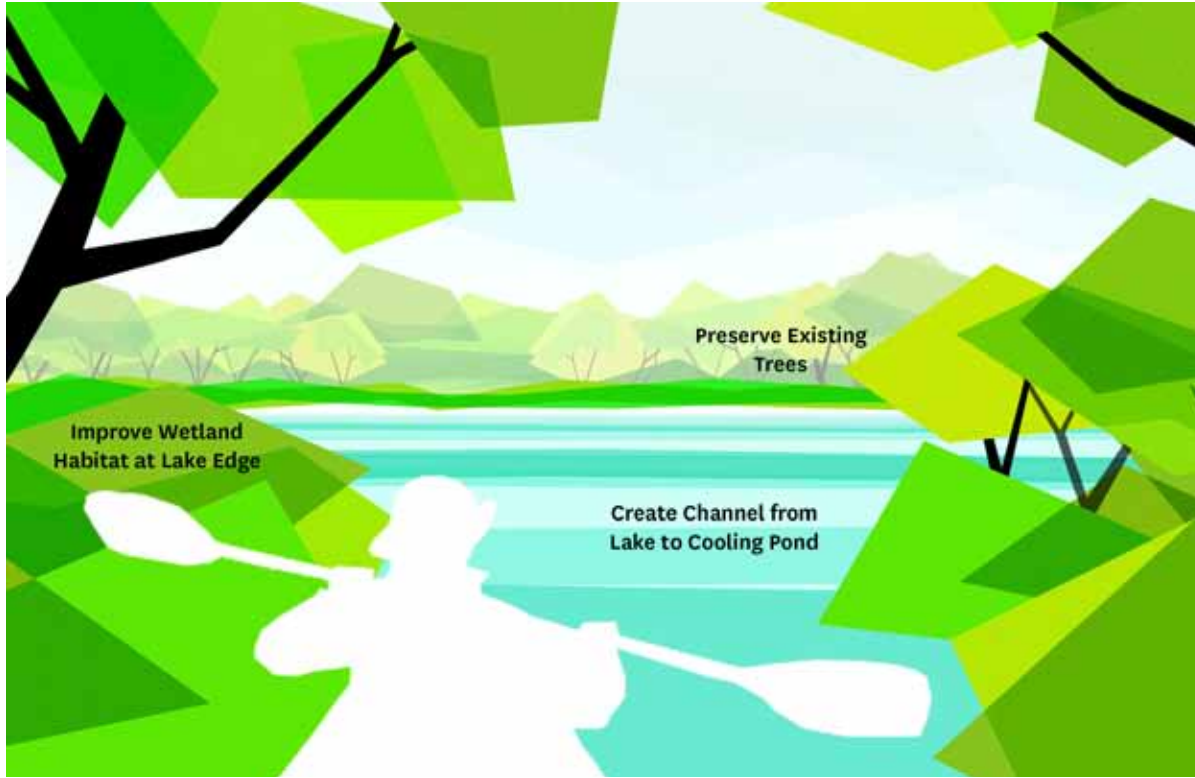 Preserve Existing
Trees
Improve Wetland
Habitat at Lake Edge
Create Channel from
Lake to Cooling Pond